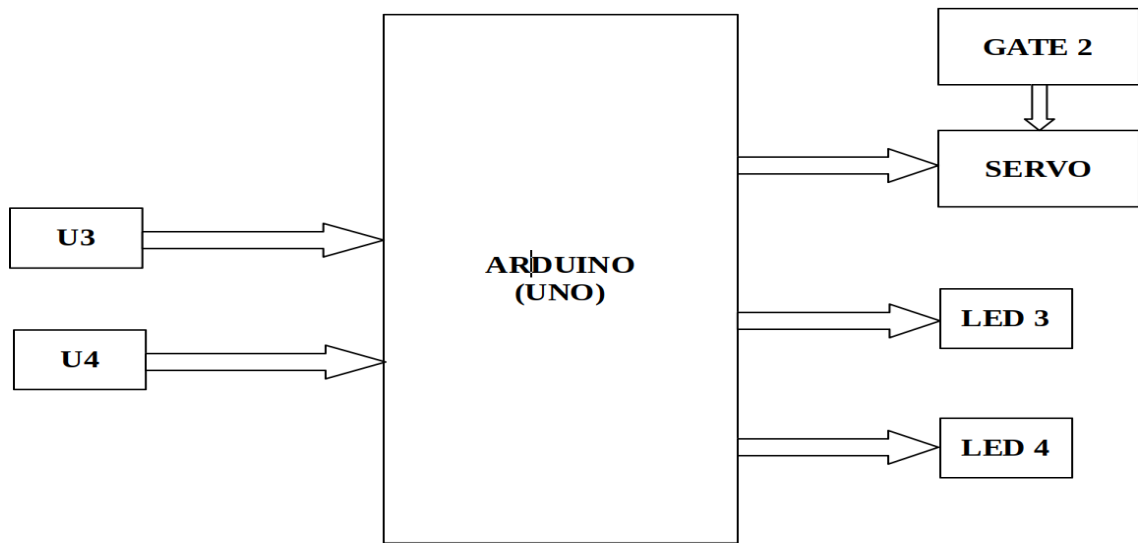 GATE 2
SERVO
U3
ARDUINO
(UNO)
U4
LED 3
LED 4